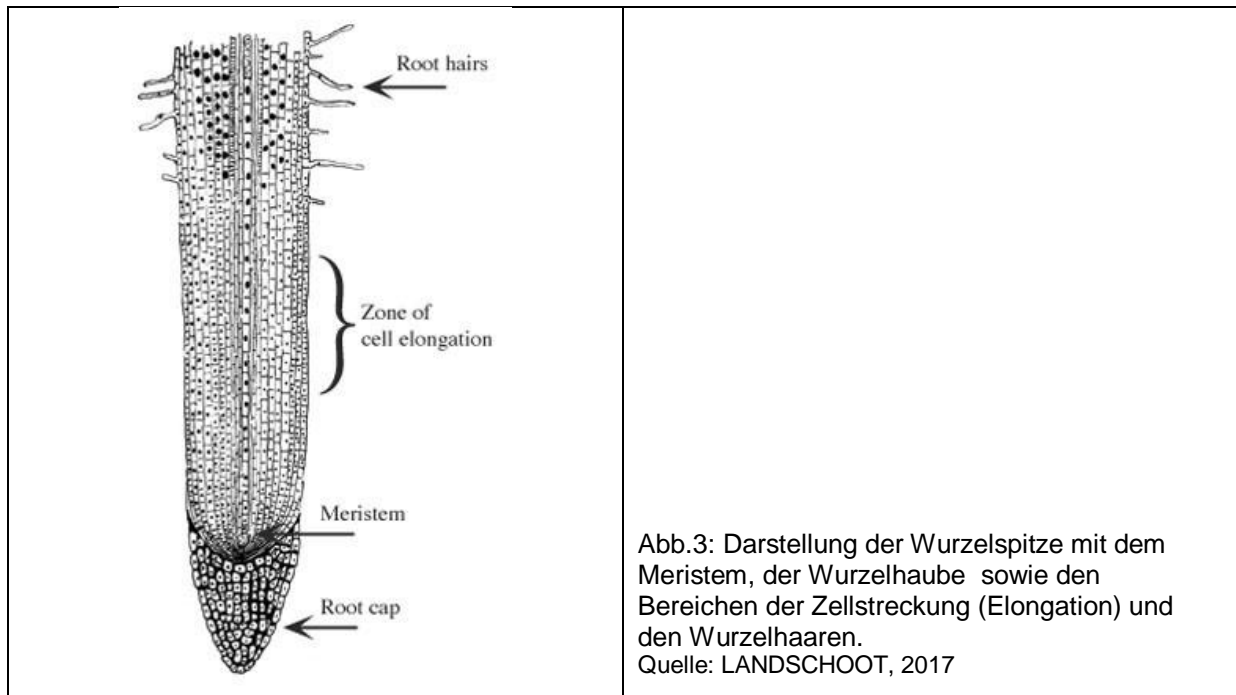 Root hairs
Zone of
cell elongation
Meristem
Root cap
Abb.3: Darstellung der Wurzelspitze mit dem
Meristem, der Wurzelhaube sowie den
Bereichen der Zellstreckung (Elongation) und
den Wurzelhaaren.
Quelle: LANDSCHOOT, 2017